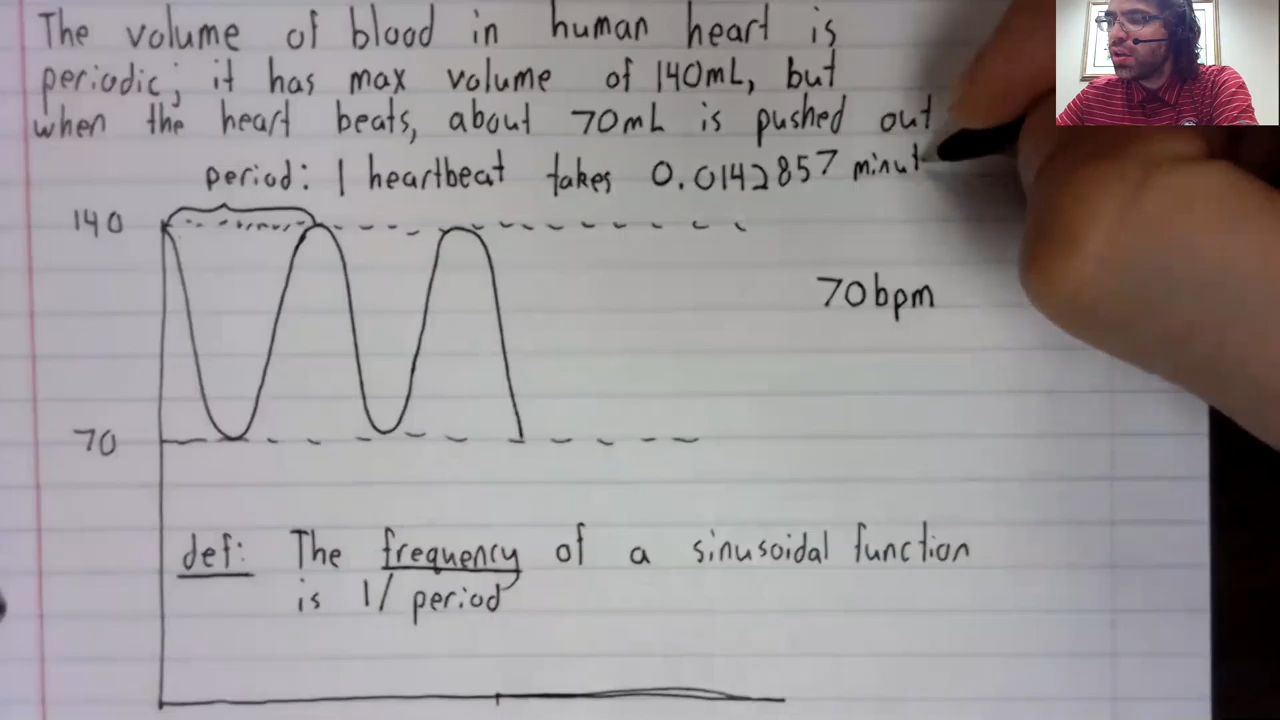 The volume of blood in human heart is
periodic; it has max volume of 140mL, but
when the heart beats, about 70mL is pushed out
period: 1 heartbeat takes 0.0142857 minut
140
70bpm
70
def: The frequency of a sinusoidal function
is 1/period